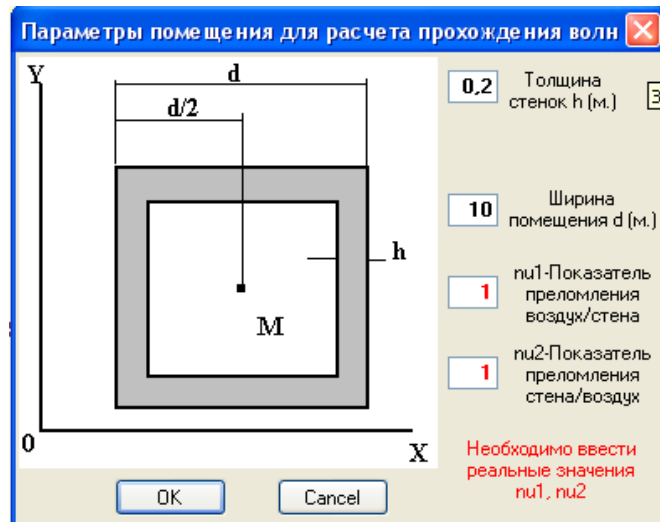 Параметры помещения для расчета прохождения волн
Y
d
d/2
h
M
0
X
0,2
Толщина
стенок h (м.)
10
Ширина
помещения d (м.)
1
nu1-Показатель
преломления
воздух/стена
1
nu2-Показатель
преломления
стена/воздух
Необходимо ввести
реальные значения
nu1, nu2
OK
Cancel